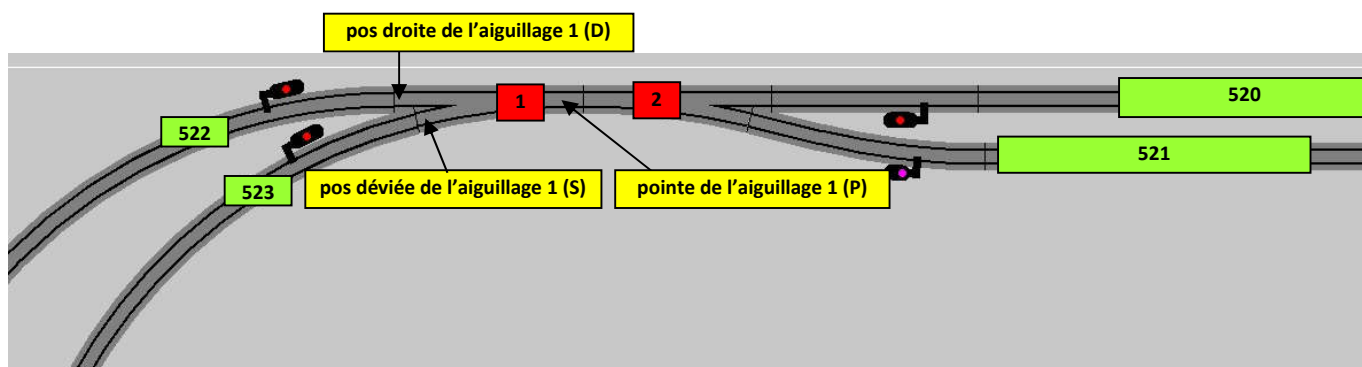 pos droite de l’aiguillage 1 (D)
1
2
520
522
521
523
pos déviée de l’aiguillage 1 (S)
pointe de l’aiguillage 1 (P)